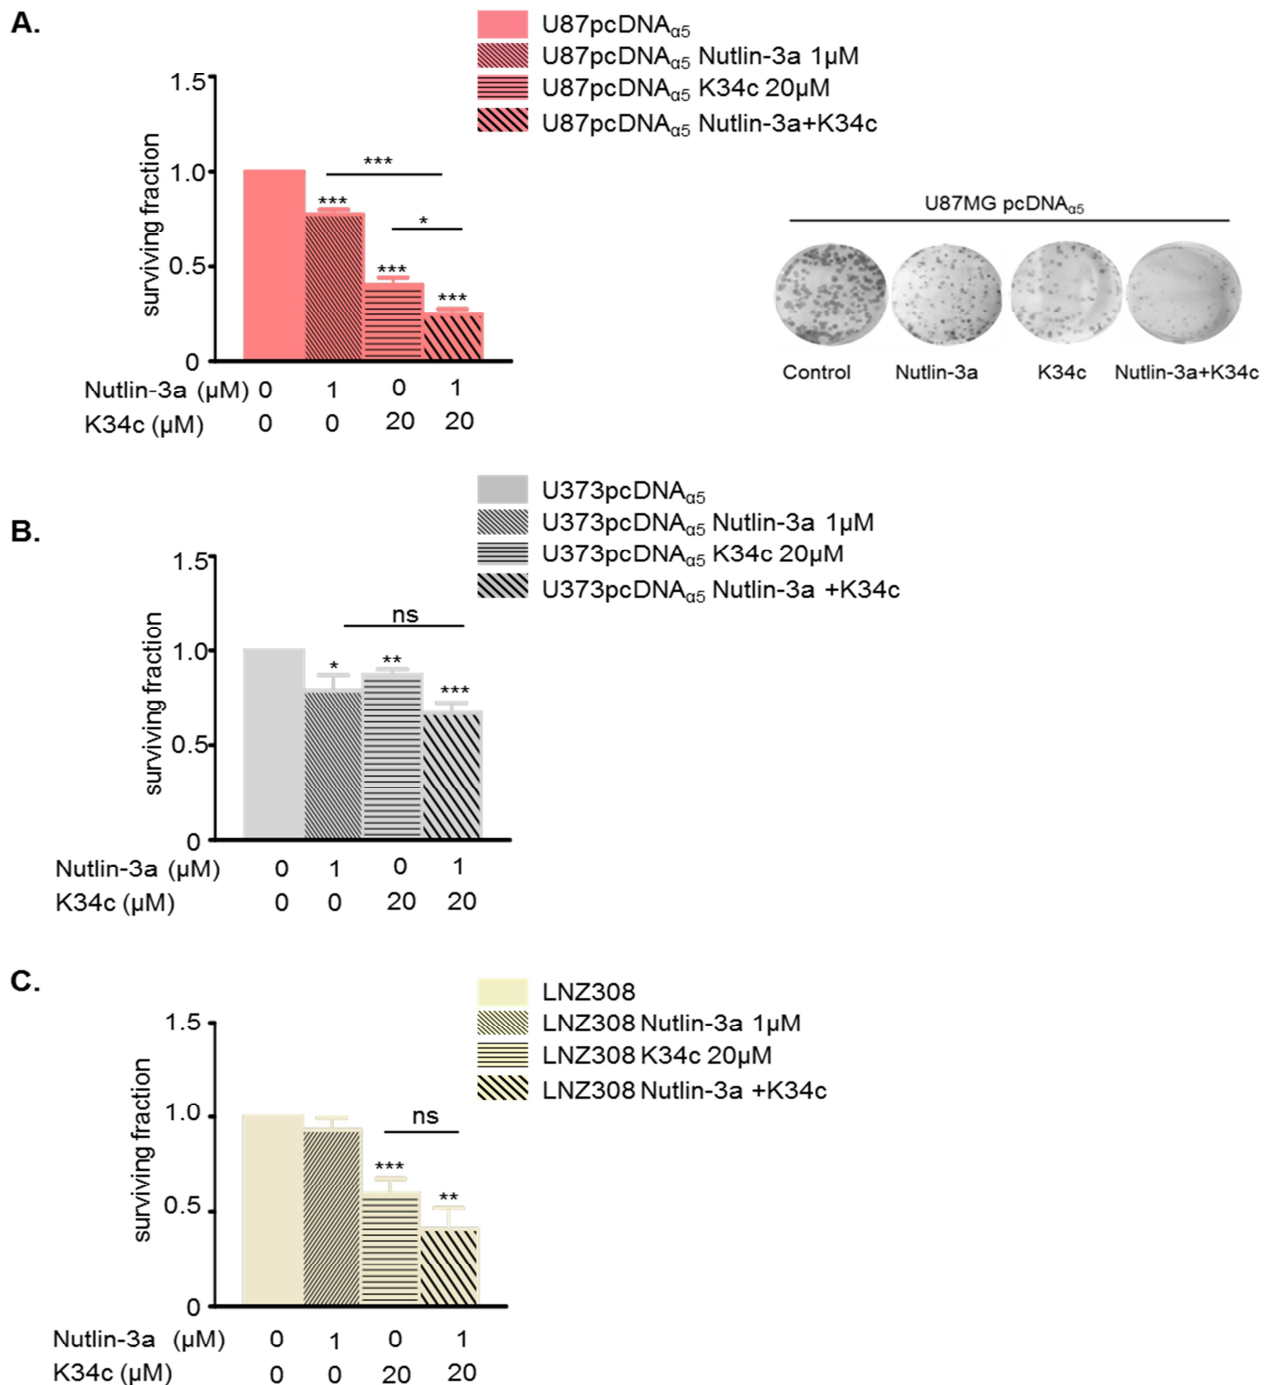 A.
U87pcDNAα5
U87pcDNAα5 Nutlin-3a 1µM
U87pcDNAα5 K34c 20µM
U87pcDNAα5 Nutlin-3a+K34c
surviving fraction
1.5
1.0
0.5
0
***
*
***
***
***
Nutlin-3a (µM) 0 1 0 1
K34c (µM) 0 0 20 20
U87MG pcDNAα5
Control Nutlin-3a K34c Nutlin-3a+K34c
B.
U373pcDNAα5
U373pcDNAα5 Nutlin-3a 1µM
U373pcDNAα5 K34c 20µM
U373pcDNAα5 Nutlin-3a +K34c
surviving fraction
1.5
1.0
0.5
0
ns
*
**
***
Nutlin-3a (µM) 0 1 0 1
K34c (µM) 0 0 20 20
C.
LNZ308
LNZ308 Nutlin-3a 1µM
LNZ308 K34c 20µM
LNZ308 Nutlin-3a +K34c
surviving fraction
1.5
1.0
0.5
0
ns
***
**
Nutlin-3a (µM) 0 1 0 1
K34c (µM) 0 0 20 20